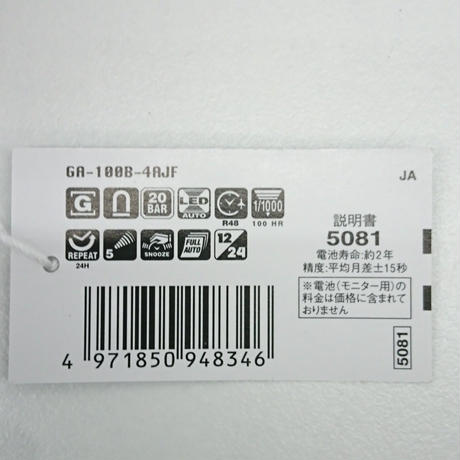 GA-100B-4AJF
JA
G
20
BAR
LED
AUTO
R48
1/1000
100 HR
REPEAT
24H
5
SNOOZE
FULL
AUTO
12/24
説明書
5081
電池寿命:約2年
精度:平均月差±15秒
※電池(モニター用)の
料金は価格に含まれて
おりません
5081
4 971850 948346